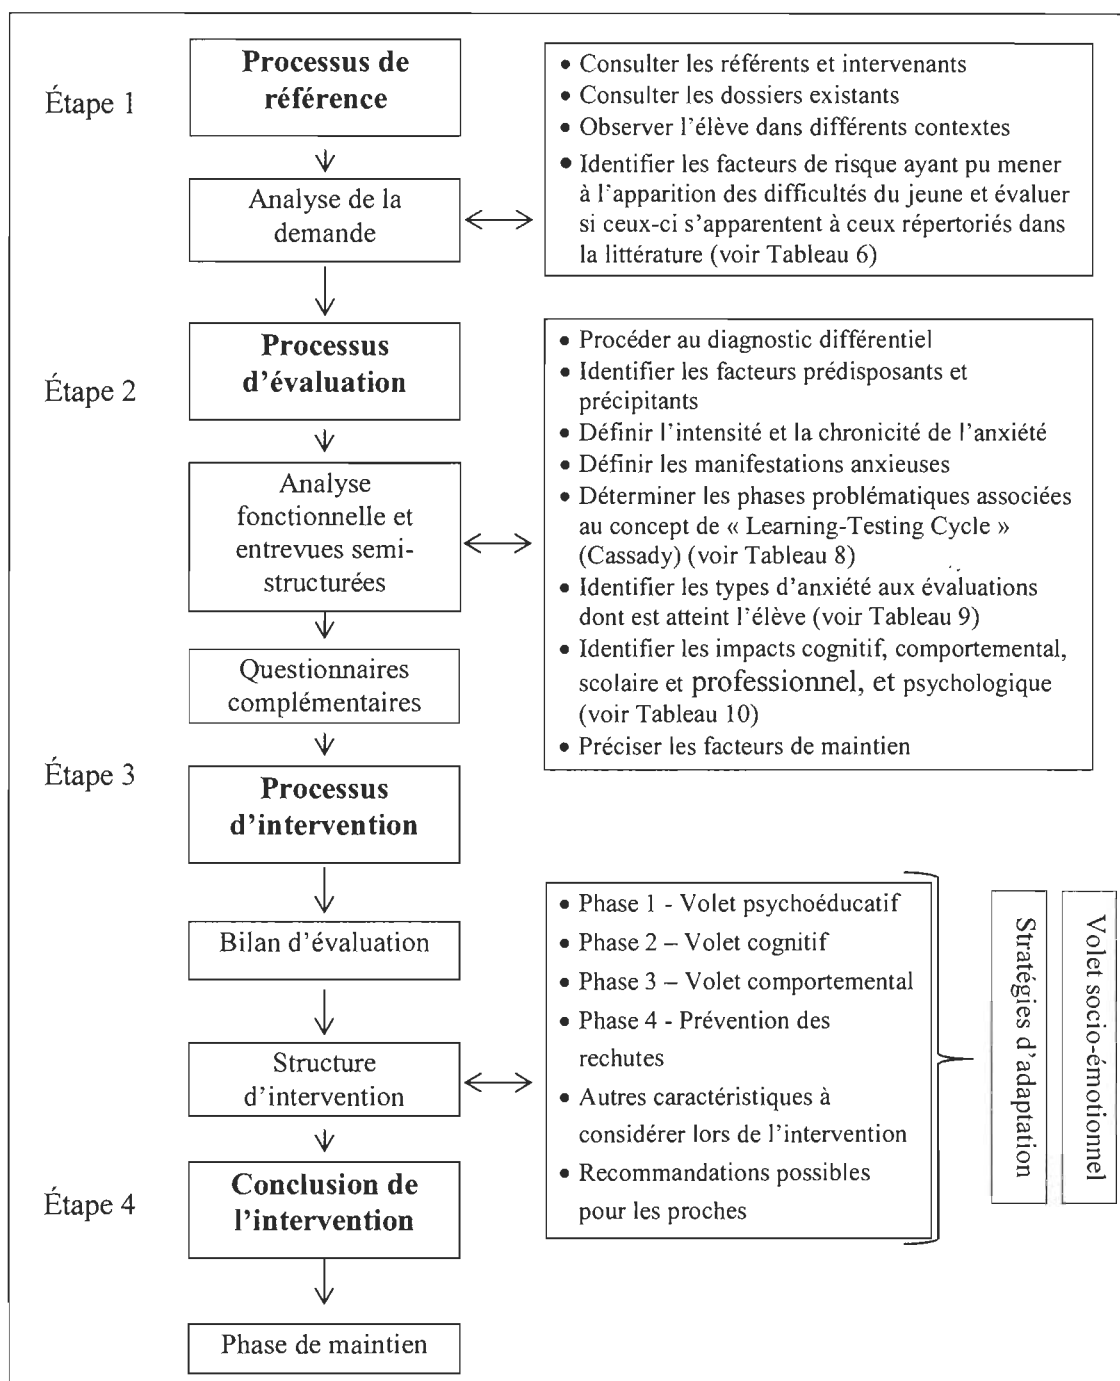 Étape 1
Processus de
référence
Analyse de la
demande
• Consulter les référents et intervenants
• Consulter les dossiers existants
• Observer l'élève dans différents contextes
• Identifier les facteurs de risque ayant pu mener
à l'apparition des difficultés du jeune et évaluer
si ceux-ci s'apparentent à ceux répertoriés dans
la littérature (voir Tableau 6)
Étape 2
Processus
d'évaluation
Analyse
fonctionnelle et
entrevues semi-
structurées
Questionnaires
complémentaires
• Procéder au diagnostic différentiel
• Identifier les facteurs prédisposants et
précipitants
• Définir l'intensité et la chronicité de l'anxiété
• Définir les manifestations anxieuses
• Déterminer les phases problématiques associées
au concept de « Learning-Testing Cycle »
(Cassady) (voir Tableau 8)
• Identifier les types d'anxiété aux évaluations
dont est atteint l'élève (voir Tableau 9)
• Identifier les impacts cognitif, comportemental,
scolaire et professionnel, et psychologique
(voir Tableau 10)
• Préciser les facteurs de maintien
Étape 3
Processus
d'intervention
Bilan d'évaluation
Structure
d'intervention
• Phase 1 - Volet psychoéducatif
• Phase 2 – Volet cognitif
• Phase 3 – Volet comportemental
• Phase 4 - Prévention des
rechutes
• Autres caractéristiques à
considérer lors de l'intervention
• Recommandations possibles
pour les proches
Stratégies d'adaptation
Volet socio-émotionnel
Étape 4
Conclusion de
l'intervention
Phase de maintien